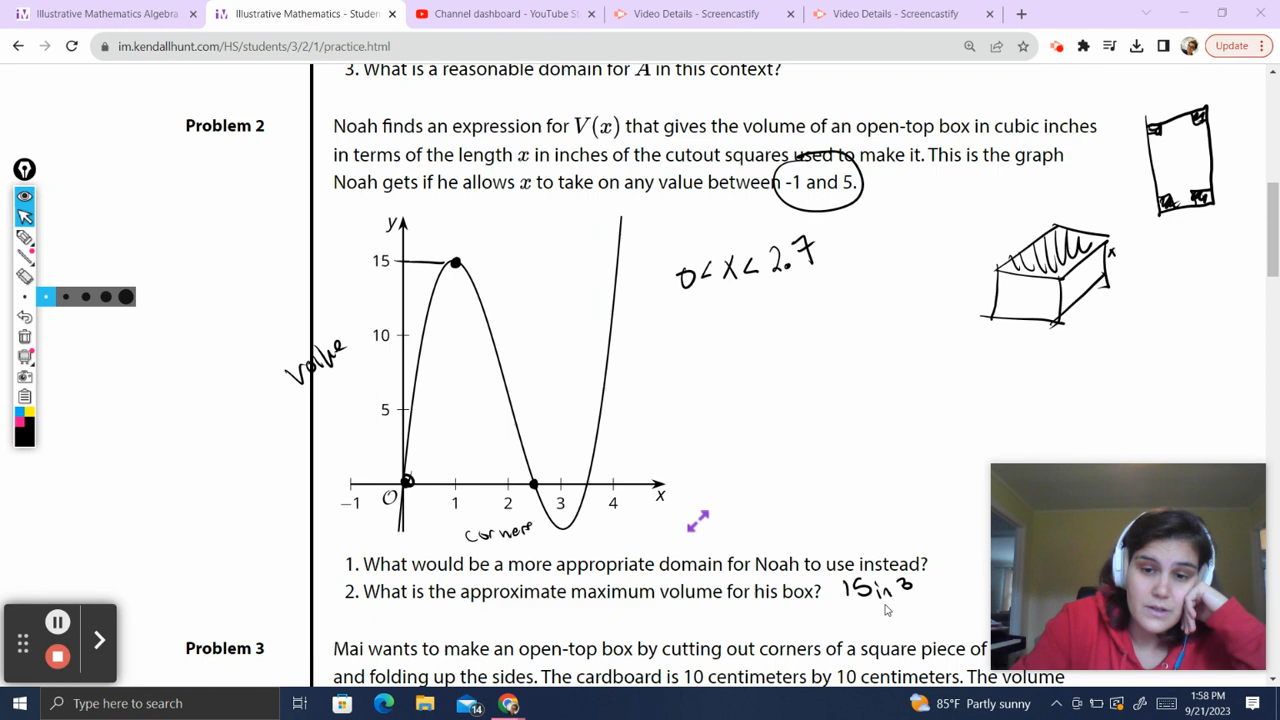 Illustrative Mathematics Algebra
Illustrative Mathematics - Studen
Channel dashboard - YouTube St
Video Details - Screencastify
Video Details - Screencastify
im.kendallhunt.com/HS/students/3/2/1/practice.html
Update
3. What is a reasonable domain for A in this context?
Problem 2
Noah finds an expression for V(x) that gives the volume of an open-top box in cubic inches
in terms of the length x in inches of the cutout squares used to make it. This is the graph
Noah gets if he allows x to take on any value between -1 and 5.
y
15
10
5
O
−1 1 2 3 4 x
0 < x < 2.7
x
corners
1. What would be a more appropriate domain for Noah to use instead?
2. What is the approximate maximum volume for his box? 15in3
Problem 3
Mai wants to make an open-top box by cutting out corners of a square piece of
and folding up the sides. The cardboard is 10 centimeters by 10 centimeters. The volume
Type here to search
14
85°F Partly sunny
1:58 PM
9/21/2023